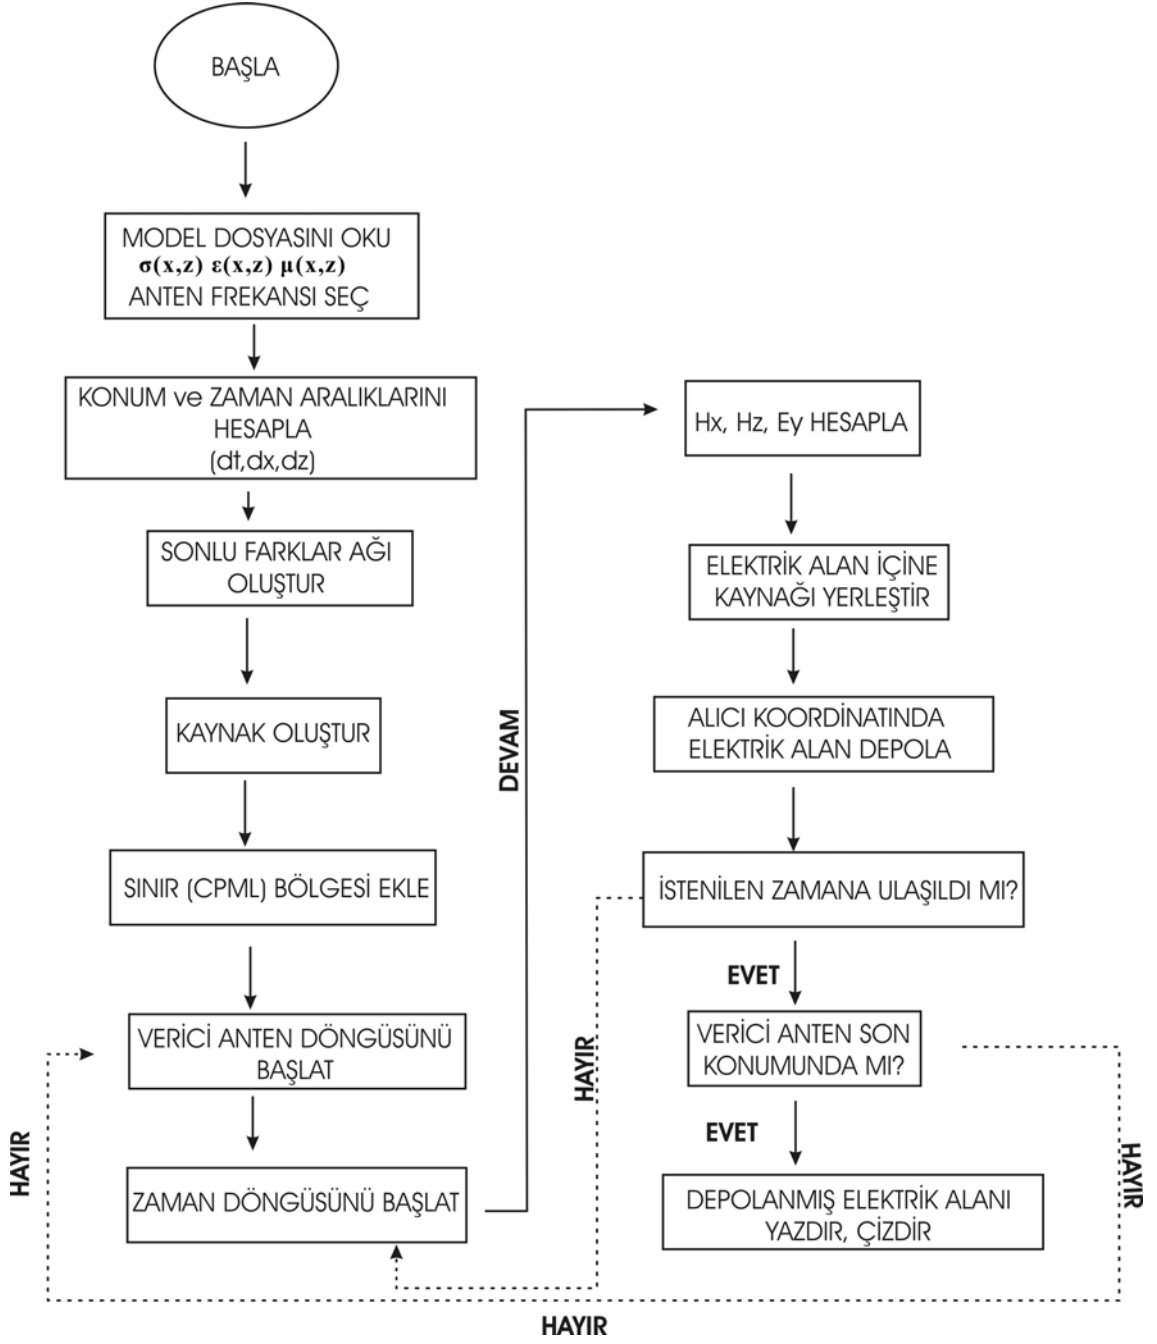 BAŞLA
MODEL DOSYASINI OKU
σ(x,z) ε(x,z) μ(x,z)
ANTEN FREKANSI SEÇ
KONUM ve ZAMAN ARALIKLARINI
HESAPLA
(dt,dx,dz)
SONLU FARKLAR AĞI
OLUŞTUR
KAYNAK OLUŞTUR
SINIR (CPML) BÖLGESİ EKLE
VERİCİ ANTEN DÖNGÜSÜNÜ
BAŞLAT
ZAMAN DÖNGÜSÜNÜ BAŞLAT
HAYIR
DEVAM
Hx, Hz, Ey HESAPLA
ELEKTRİK ALAN İÇİNE
KAYNAĞI YERLEŞTİR
ALICI KOORDİNATINDA
ELEKTRİK ALAN DEPOLA
İSTENİLEN ZAMANA ULAŞILDI MI?
HAYIR
EVET
VERİCİ ANTEN SON
KONUMUNDA MI?
EVET
HAYIR
DEPOLANMIŞ ELEKTRİK ALANI
YAZDIR, ÇİZDİR
HAYIR